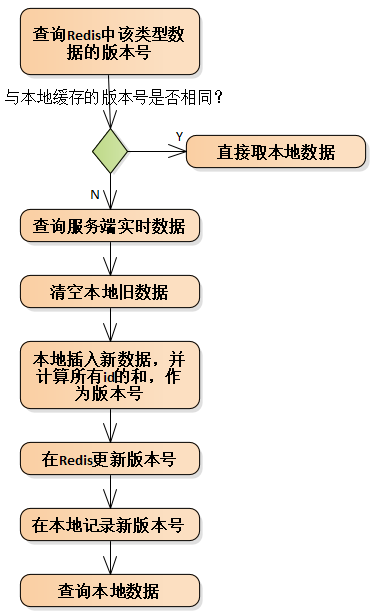 查询Redis中该类型数
据的版本号
与本地缓存的版本号是否相同？
Y
直接取本地数据
N
查询服务端实时数据
清空本地旧数据
本地插入新数据，并
计算所有id的和，作
为版本号
在Redis更新版本号
在本地记录新版本号
查询本地数据